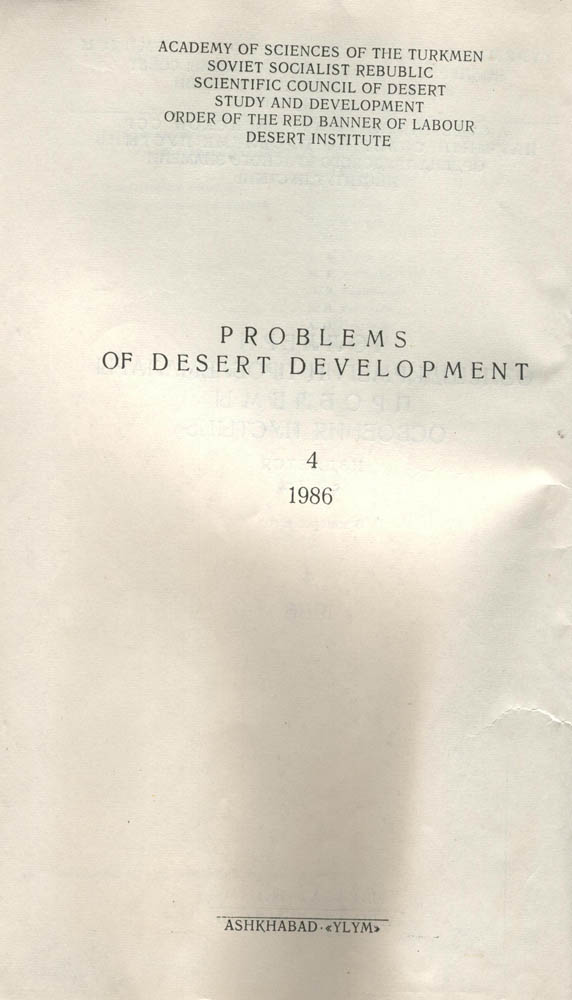 ACADEMY OF SCIENCES OF THE TURKMEN
SOVIET SOCIALIST REBUBLIC
SCIENTIFIC COUNCIL OF DESERT
STUDY AND DEVELOPMENT
ORDER OF THE RED BANNER OF LABOUR
DESERT INSTITUTE
PROBLEMS
OF DESERT DEVELOPMENT
4
1986
ASHKHABAD·«YLYM»